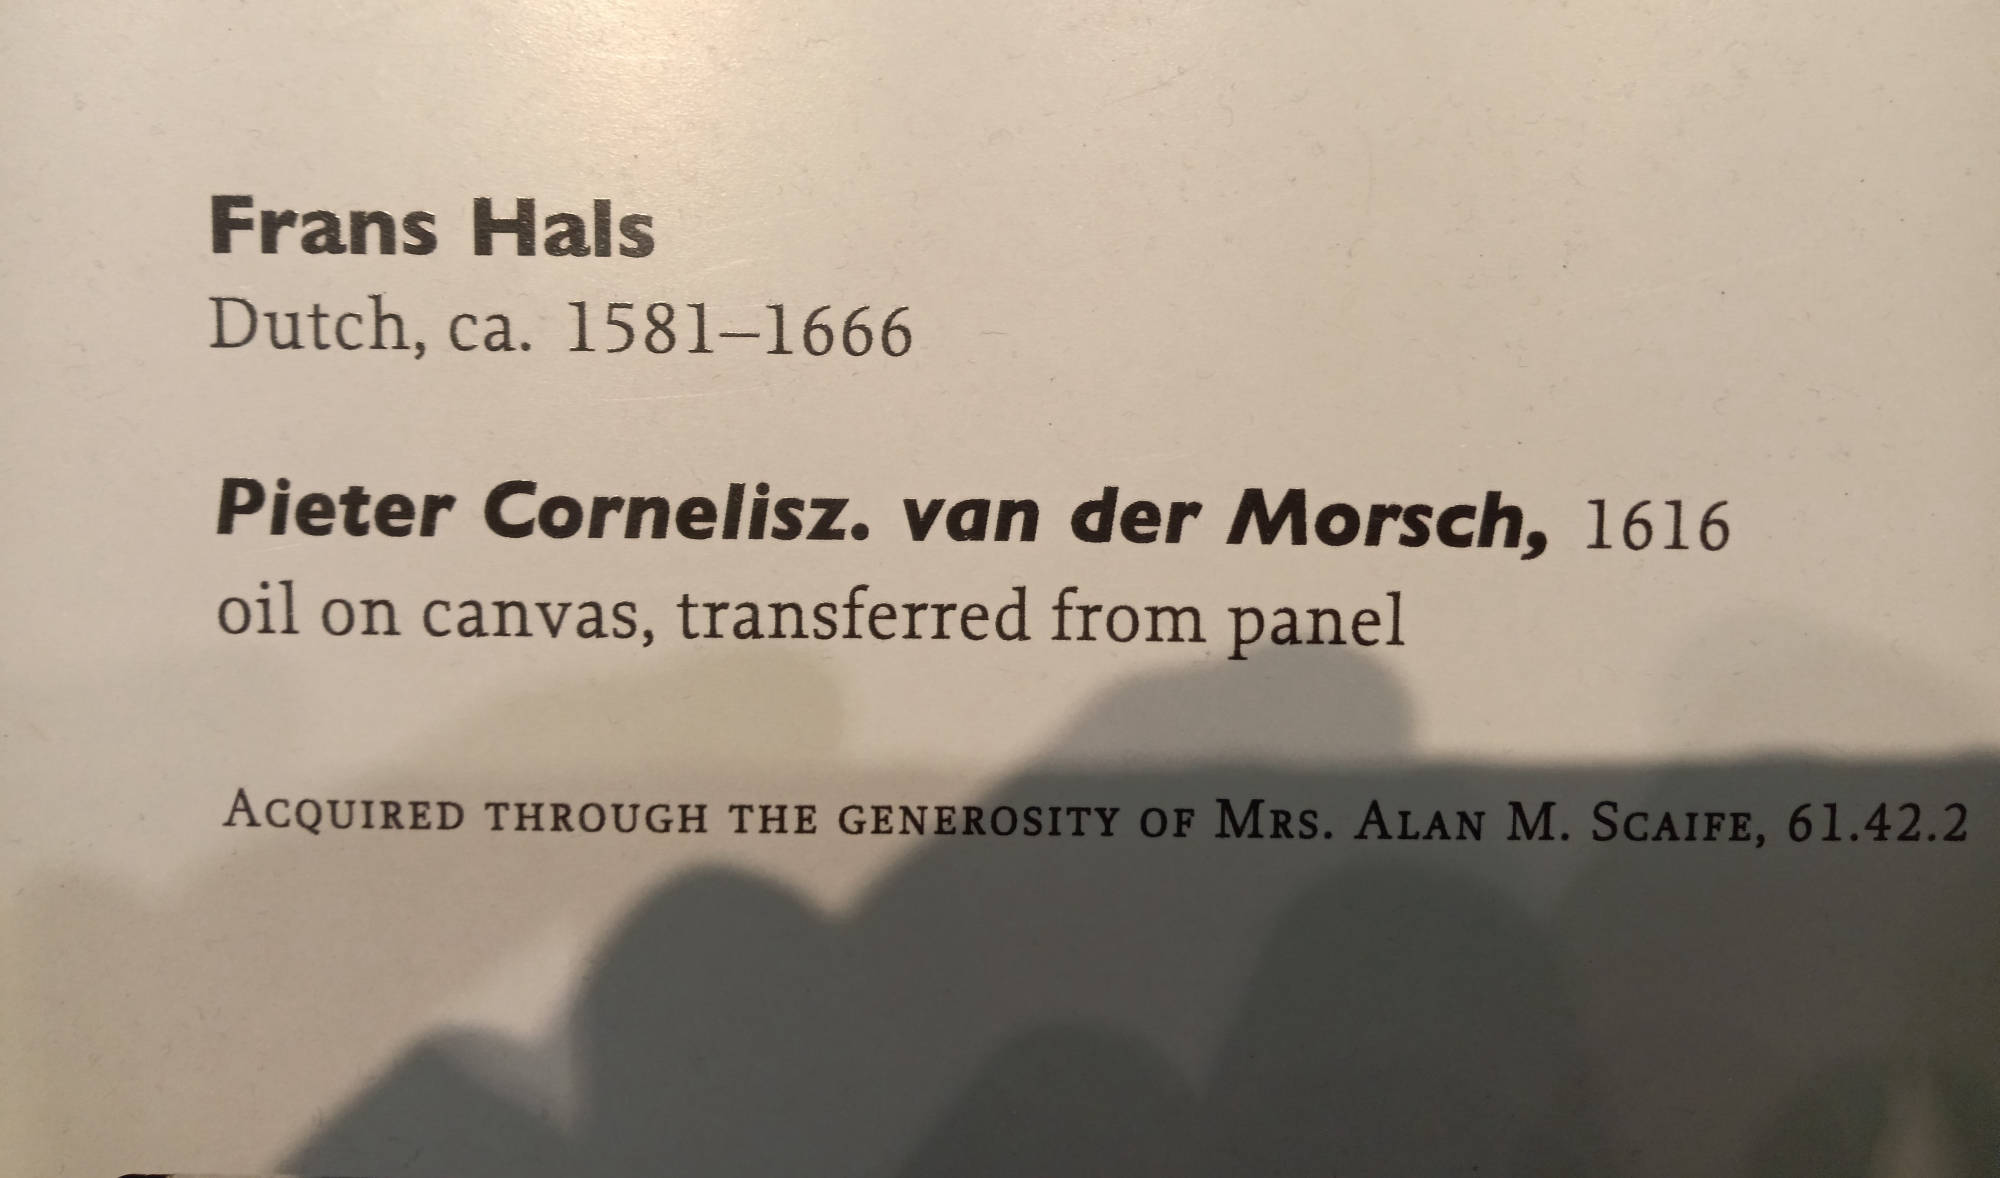 Frans Hals
Dutch, ca. 1581–1666
Pieter Cornelisz. van der Morsch, 1616
oil on canvas, transferred from panel
Acquired through the generosity of Mrs. Alan M. Scaife, 61.42.2